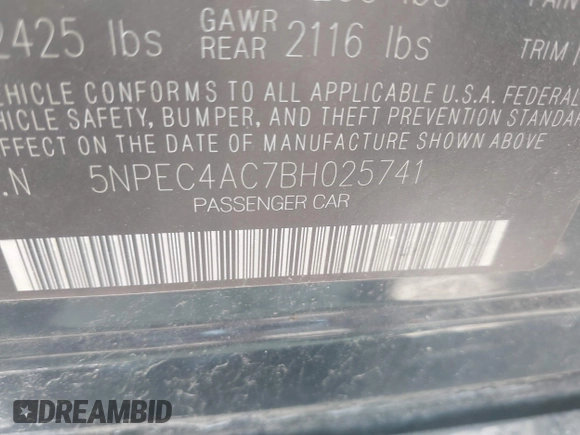 2425 lbs GAWR REAR 2116 lbs TRIM
VEHICLE CONFORMS TO ALL APPLICABLE U.S.A. FEDERAL
VEHICLE SAFETY, BUMPER, AND THEFT PREVENTION STANDA
EFFECT ON THE DATE OF MANUFACTURE SHOWN ABOVE
.N 5NPEC4AC7BH025741
PASSENGER CAR
DREAMBID